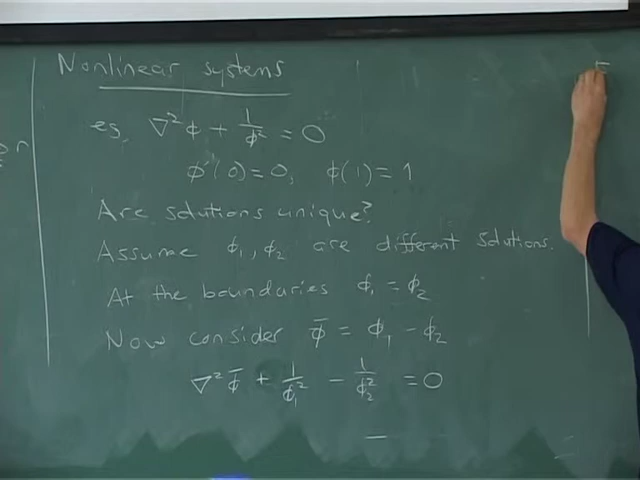 Nonlinear systems
eg, ∇²ϕ + 1/ϕ² = 0
ϕ'(0) = 0, ϕ(1) = 1
Are solutions unique?
Assume ϕ₁, ϕ₂ are different solutions.
At the boundaries ϕ₁ = ϕ₂
Now consider ϕ̄ = ϕ₁ - ϕ₂
∇²ϕ̄ + 1/ϕ₁² - 1/ϕ₂² = 0